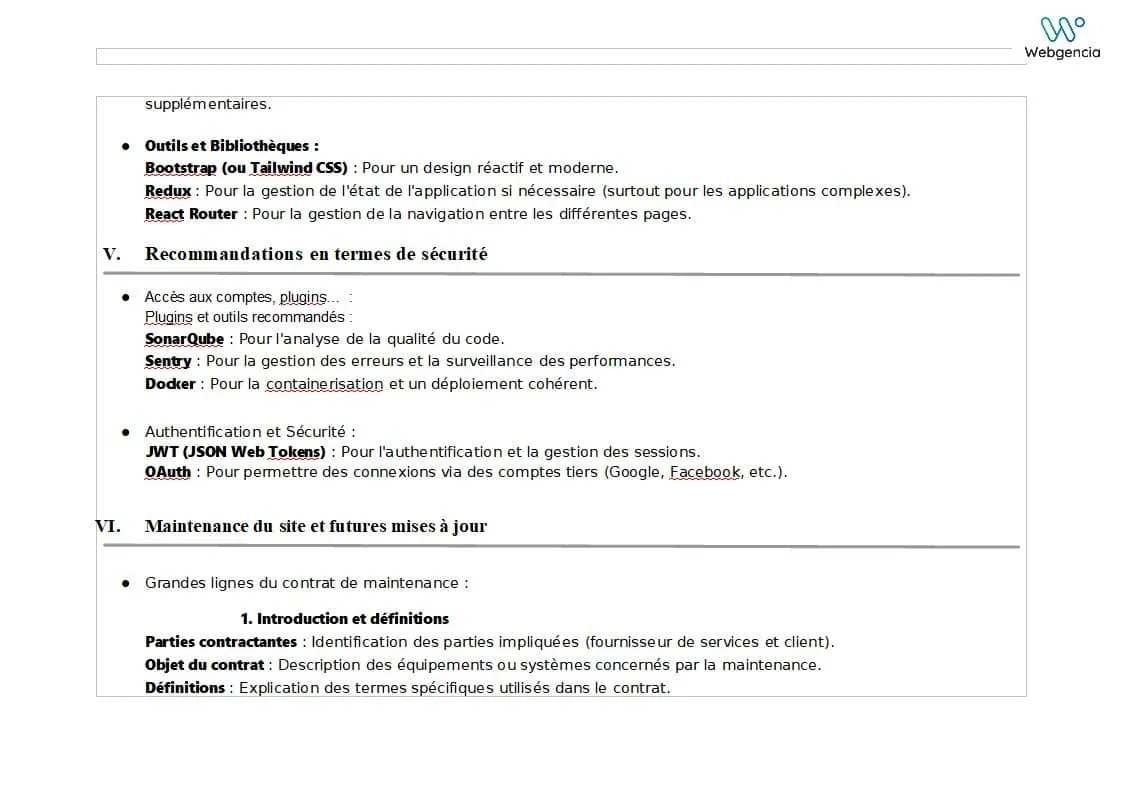 Webgencia
supplémentaires.
● Outils et Bibliothèques :
Bootstrap (ou Tailwind CSS) : Pour un design réactif et moderne.
Redux : Pour la gestion de l'état de l'application si nécessaire (surtout pour les applications complexes).
React Router : Pour la gestion de la navigation entre les différentes pages.
V. Recommandations en termes de sécurité
● Accès aux comptes, plugins... :
Plugins et outils recommandés :
SonarQube : Pour l'analyse de la qualité du code.
Sentry : Pour la gestion des erreurs et la surveillance des performances.
Docker : Pour la containerisation et un déploiement cohérent.
● Authentification et Sécurité :
JWT (JSON Web Tokens) : Pour l'authentification et la gestion des sessions.
OAuth : Pour permettre des connexions via des comptes tiers (Google, Facebook, etc.).
VI. Maintenance du site et futures mises à jour
● Grandes lignes du contrat de maintenance :
1. Introduction et définitions
Parties contractantes : Identification des parties impliquées (fournisseur de services et client).
Objet du contrat : Description des équipements ou systèmes concernés par la maintenance.
Définitions : Explication des termes spécifiques utilisés dans le contrat.